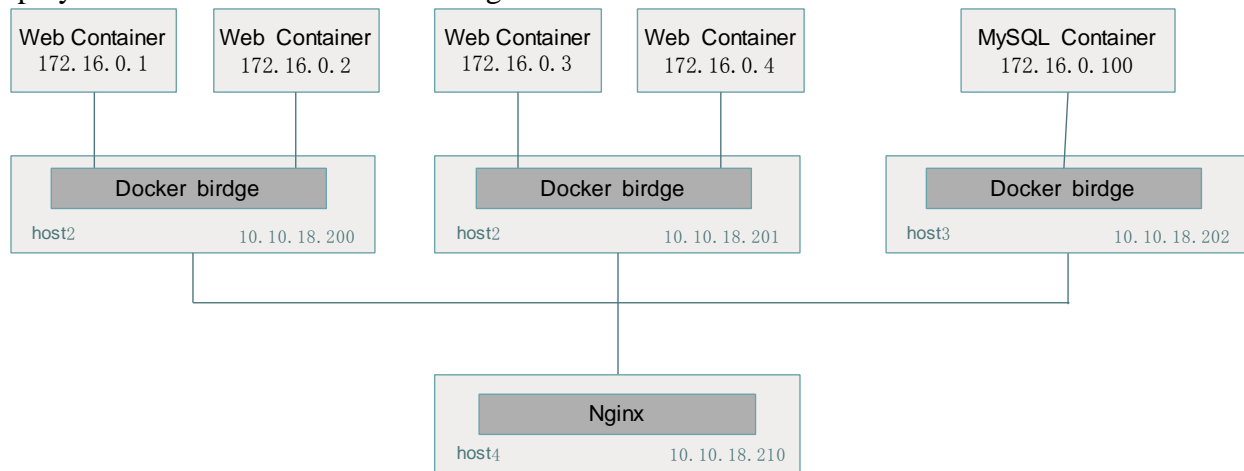 Web Container
172.16.0.1
Web Container
172.16.0.2
Web Container
172.16.0.3
Web Container
172.16.0.4
MySQL Container
172.16.0.100
Docker birdge
host2 10.10.18.200
Docker birdge
host2 10.10.18.201
Docker birdge
host3 10.10.18.202
Nginx
host4 10.10.18.210